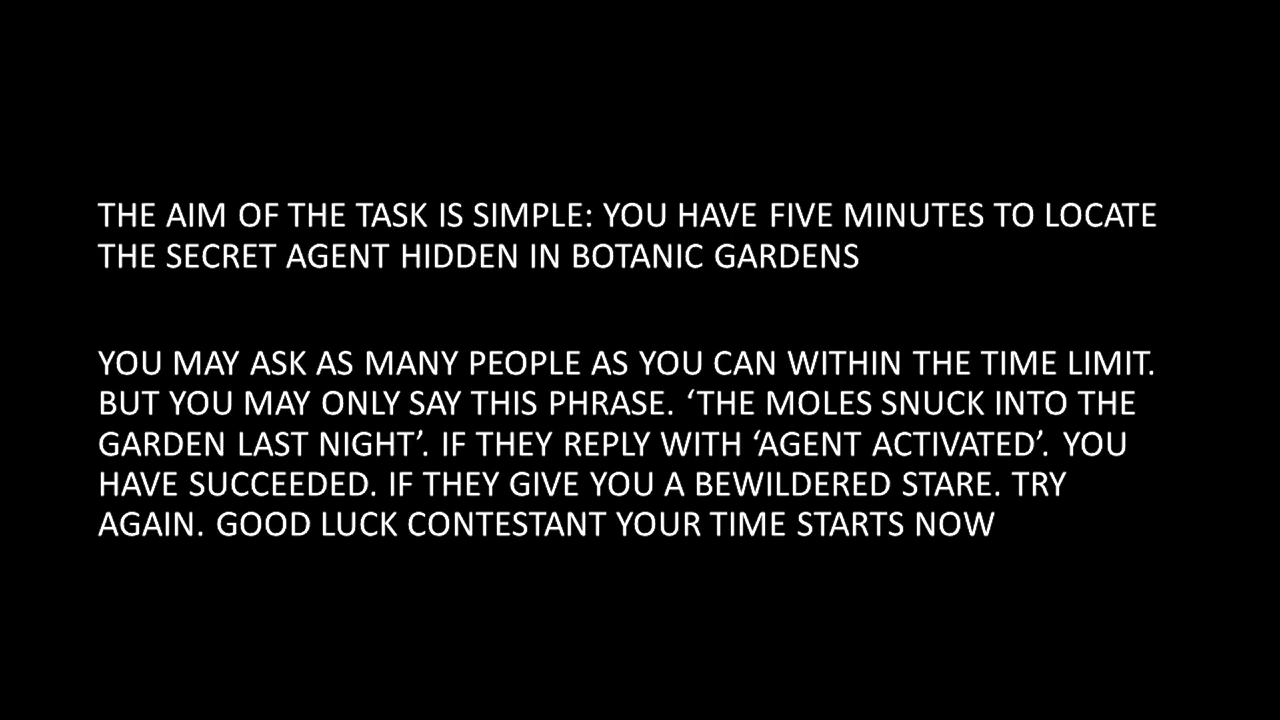 THE AIM OF THE TASK IS SIMPLE: YOU HAVE FIVE MINUTES TO LOCATE
THE SECRET AGENT HIDDEN IN BOTANIC GARDENS
YOU MAY ASK AS MANY PEOPLE AS YOU CAN WITHIN THE TIME LIMIT.
BUT YOU MAY ONLY SAY THIS PHRASE. ‘THE MOLES SNUCK INTO THE
GARDEN LAST NIGHT’. IF THEY REPLY WITH ‘AGENT ACTIVATED’. YOU
HAVE SUCCEEDED. IF THEY GIVE YOU A BEWILDERED STARE. TRY
AGAIN. GOOD LUCK CONTESTANT YOUR TIME STARTS NOW